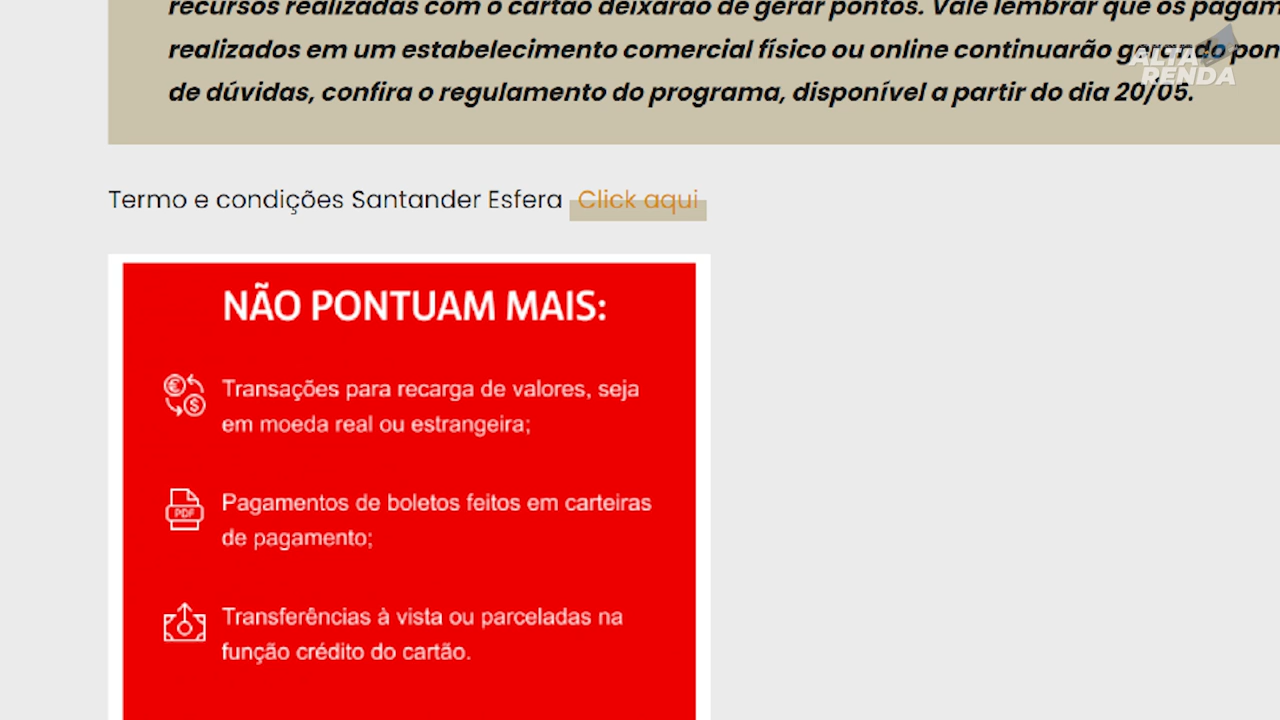 recursos realizadas com o cartão deixarão de gerar pontos. Vale lembrar que os pagam
realizados em um estabelecimento comercial físico ou online continuarão gerando pon
de dúvidas, confira o regulamento do programa, disponível a partir do dia 20/05.
ALTA
RENDA
Termo e condições Santander Esfera Click aqui
NÃO PONTUAM MAIS:
Transações para recarga de valores, seja
em moeda real ou estrangeira;
PDF
Pagamentos de boletos feitos em carteiras
de pagamento;
Transferências à vista ou parceladas na
função crédito do cartão.